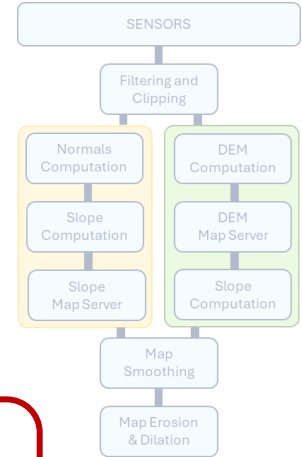 SENSORS
Filtering and
Clipping
Normals
Computation
Slope
Computation
Slope
Map Server
DEM
Computation
DEM
Map Server
Slope
Computation
Map
Smoothing
Map Erosion
& Dilation